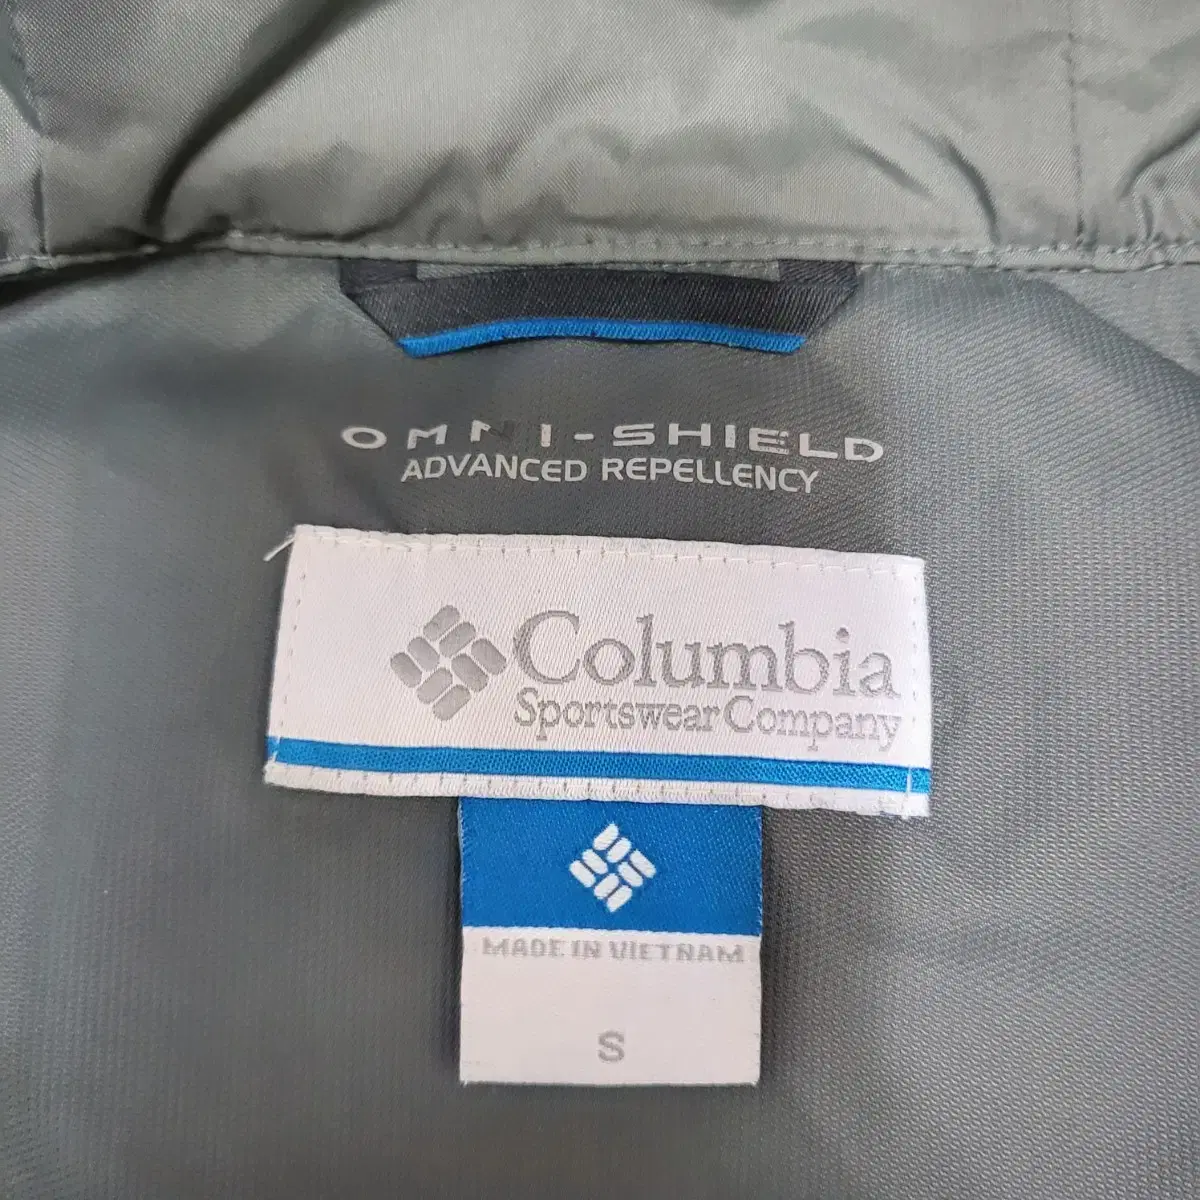 OMNI-SHIELD
ADVANCED REPELLENCY
Columbia
Sportswear Company
MADE IN VIETNAM
S